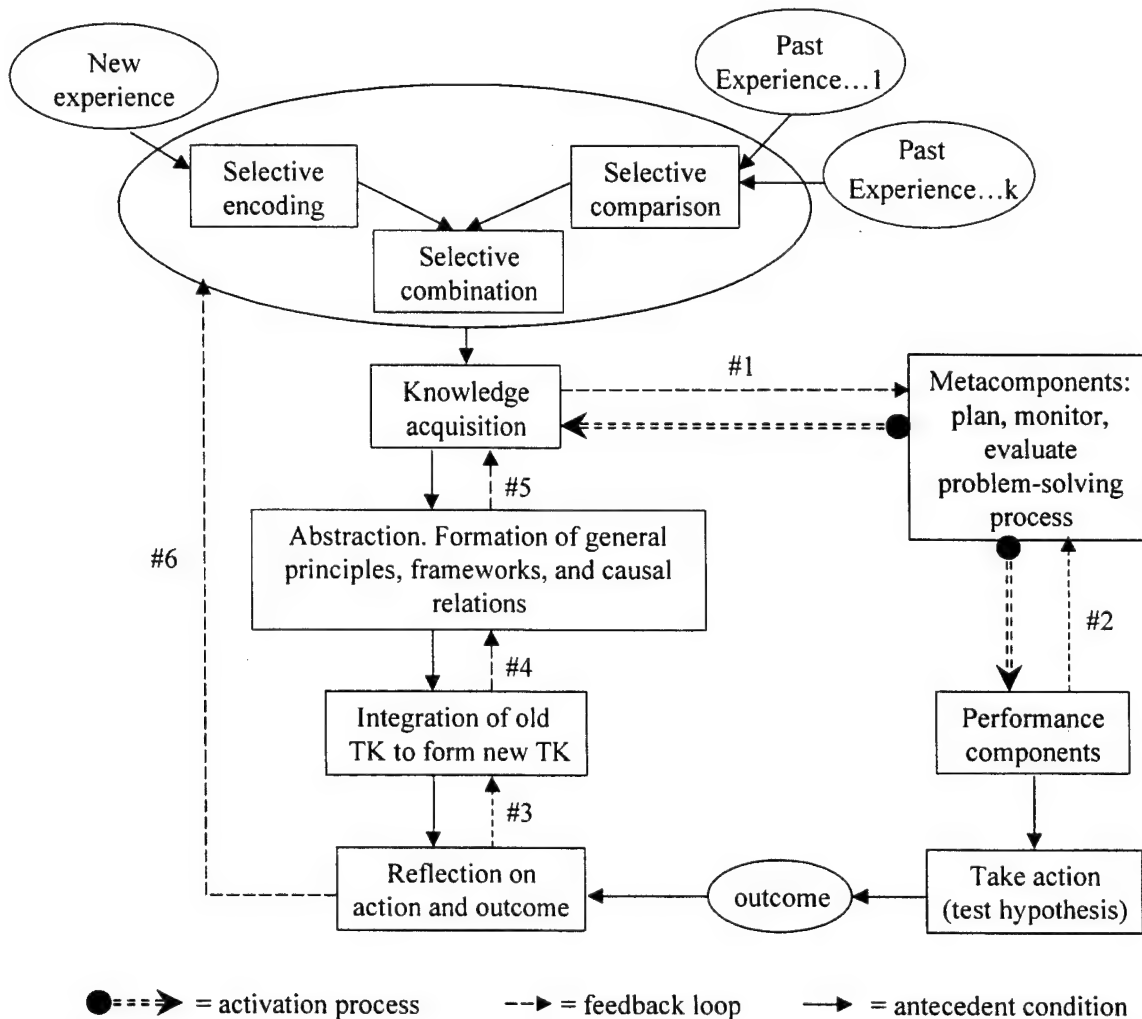 New
experience
Past
Experience…1
Past
Experience…k
Selective
encoding
Selective
comparison
Selective
combination
Knowledge
acquisition
#1
Metacomponents:
plan, monitor,
evaluate
problem-solving
process
#5
Abstraction. Formation of general
principles, frameworks, and causal
relations
#6
#2
#4
Integration of old
TK to form new TK
Performance
components
#3
Reflection on
action and outcome
outcome
Take action
(test hypothesis)
= activation process
= feedback loop
= antecedent condition